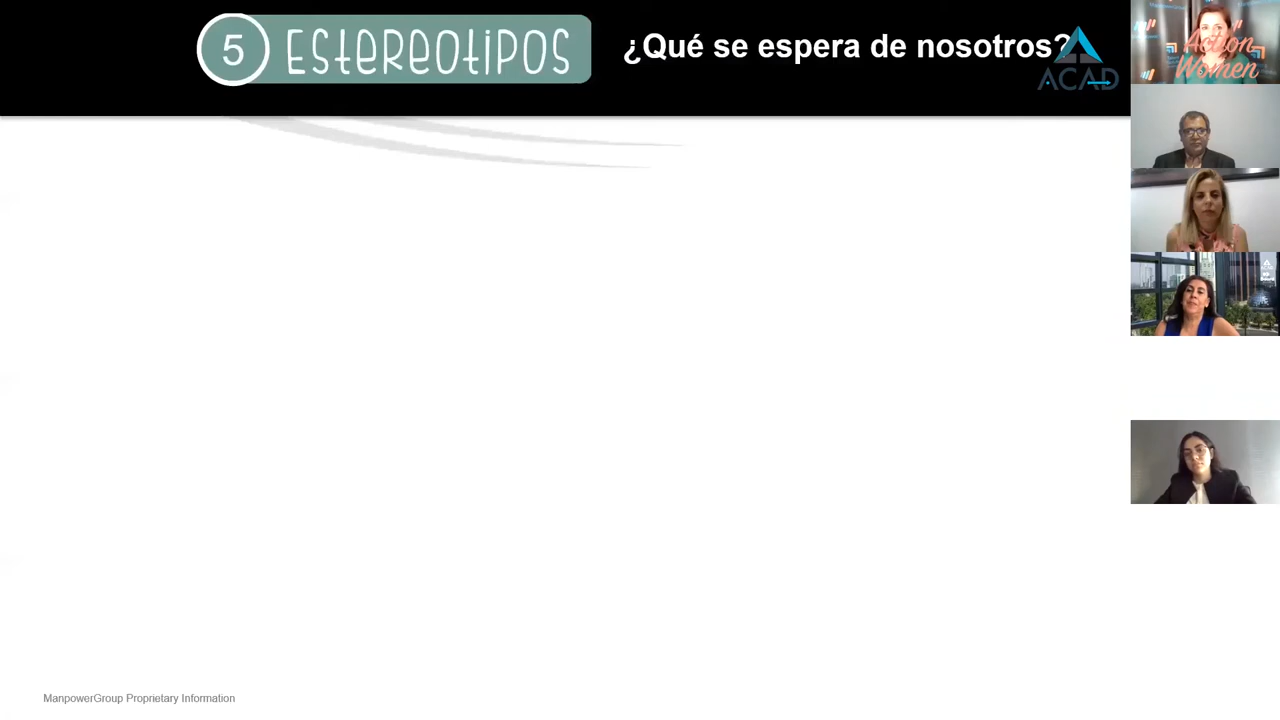 5 ESTEREOTIPOS
¿Qué se espera de nosotros?
ACAD
Action
Women
ManpowerGroup Proprietary Information